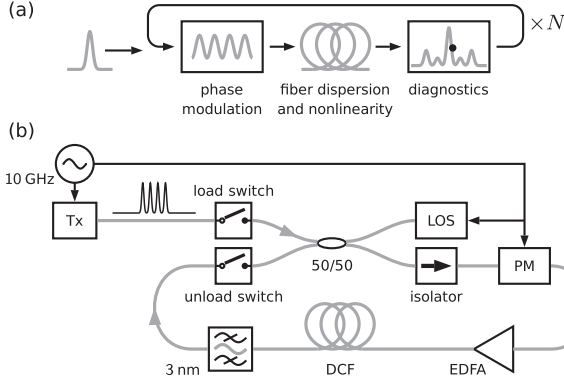 (a)
×N
phase
modulation
fiber dispersion
and nonlinearity
diagnostics
(b)
10 GHz
Tx
load switch
unload switch
50/50
LOS
isolator
PM
3 nm
DCF
EDFA